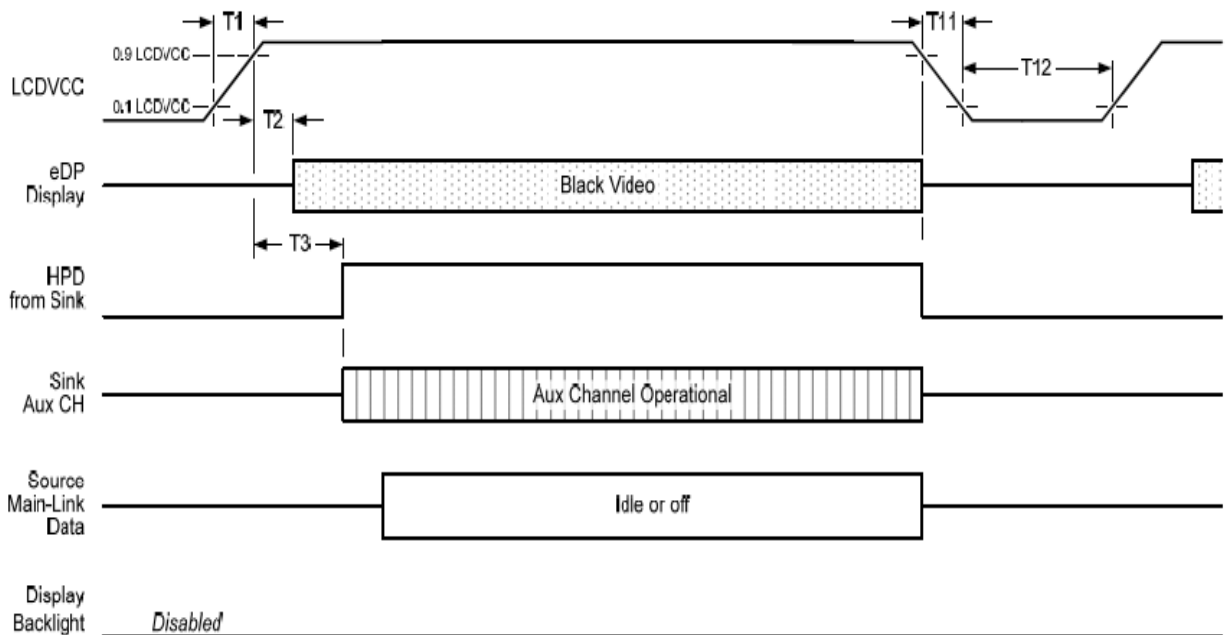 T1
T11
0.9 LCDVCC
LCDVCC
T12
0.1 LCDVCC
T2
eDP
Display
Black Video
T3
HPD
from Sink
Sink
Aux CH
Aux Channel Operational
Source
Main-Link
Data
Idle or off
Display
Backlight
Disabled